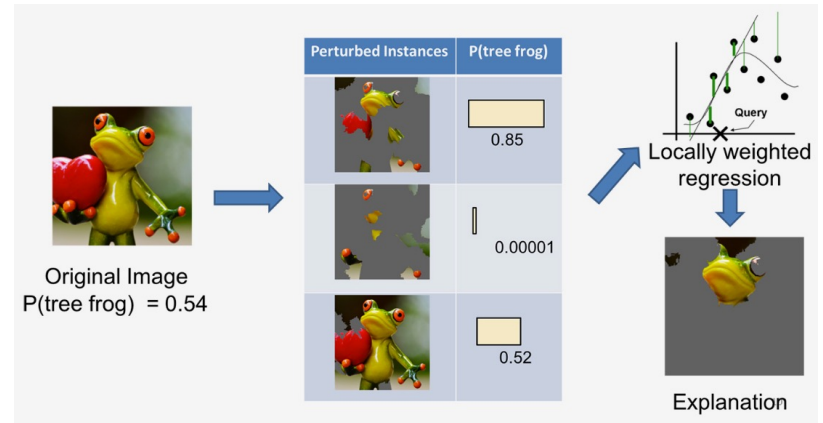 Original Image
P(tree frog) = 0.54
Perturbed Instances
P(tree frog)
0.85
0.00001
0.52
Query
Locally weighted
regression
Explanation